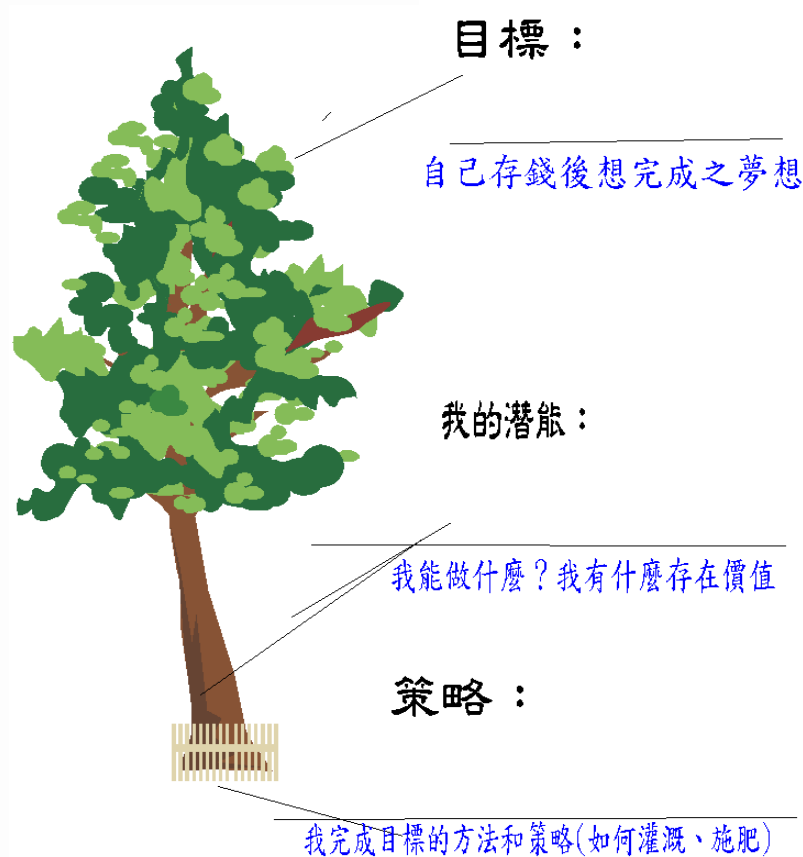 目標：
自己存錢後想完成之夢想
我的潛能：
我能做什麼？我有什麼存在價值
策略：
我完成目標的方法和策略(如何灌溉、施肥)